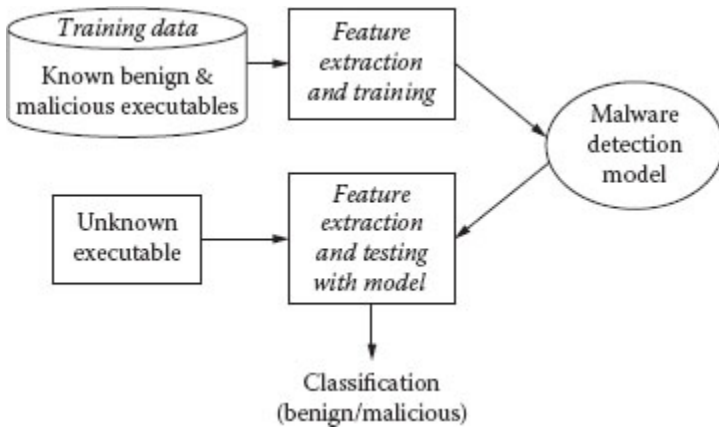 Training data
Known benign &
malicious executables
Feature
extraction
and training
Malware
detection
model
Unknown
executable
Feature
extraction
and testing
with model
Classification
(benign/malicious)